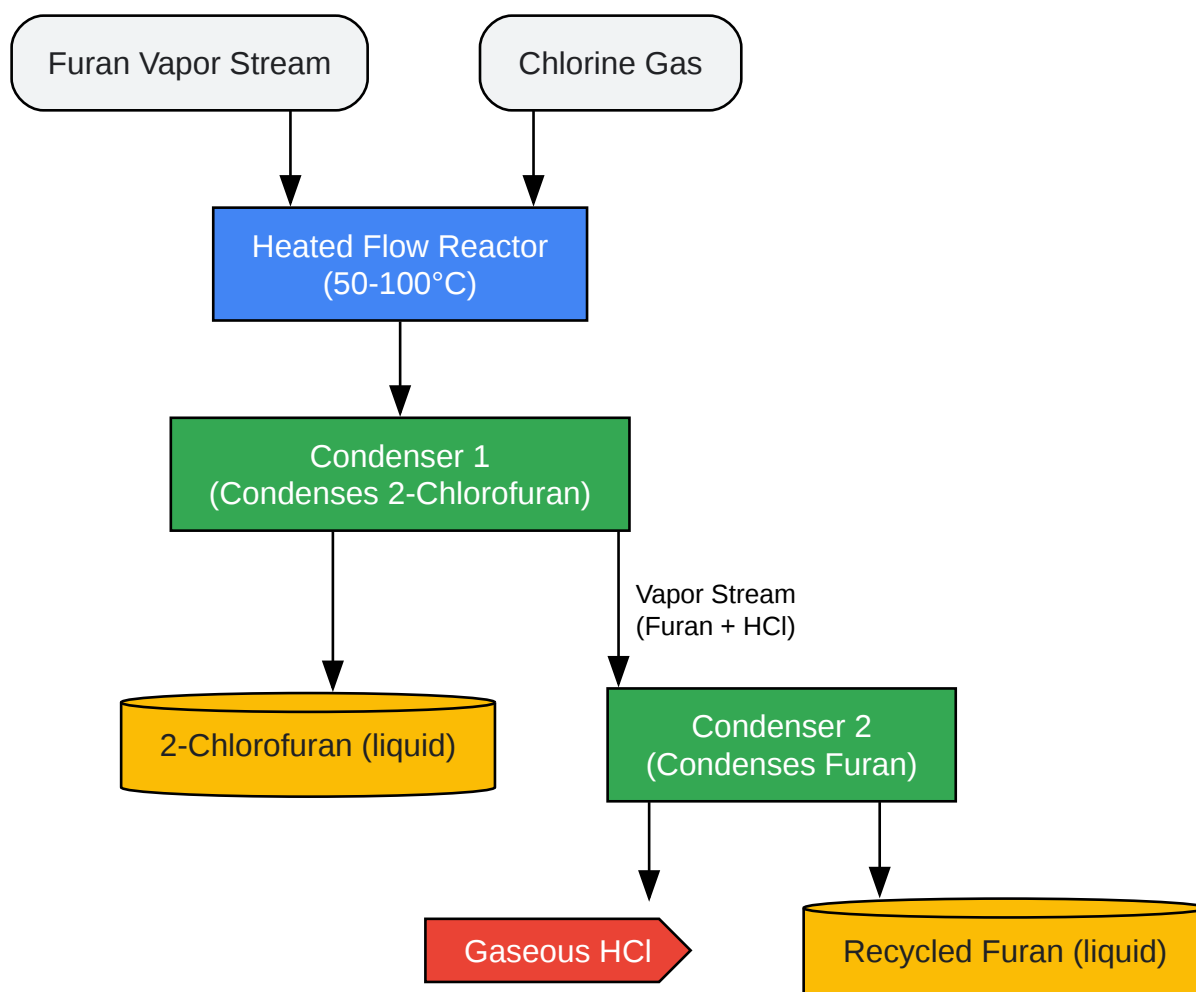 Furan Vapor Stream
Chlorine Gas
Heated Flow Reactor
(50-100°C)
Condenser 1
(Condenses 2-Chlorofuran)
Vapor Stream
(Furan + HCl)
2-Chlorofuran (liquid)
Condenser 2
(Condenses Furan)
Gaseous HCl
Recycled Furan (liquid)